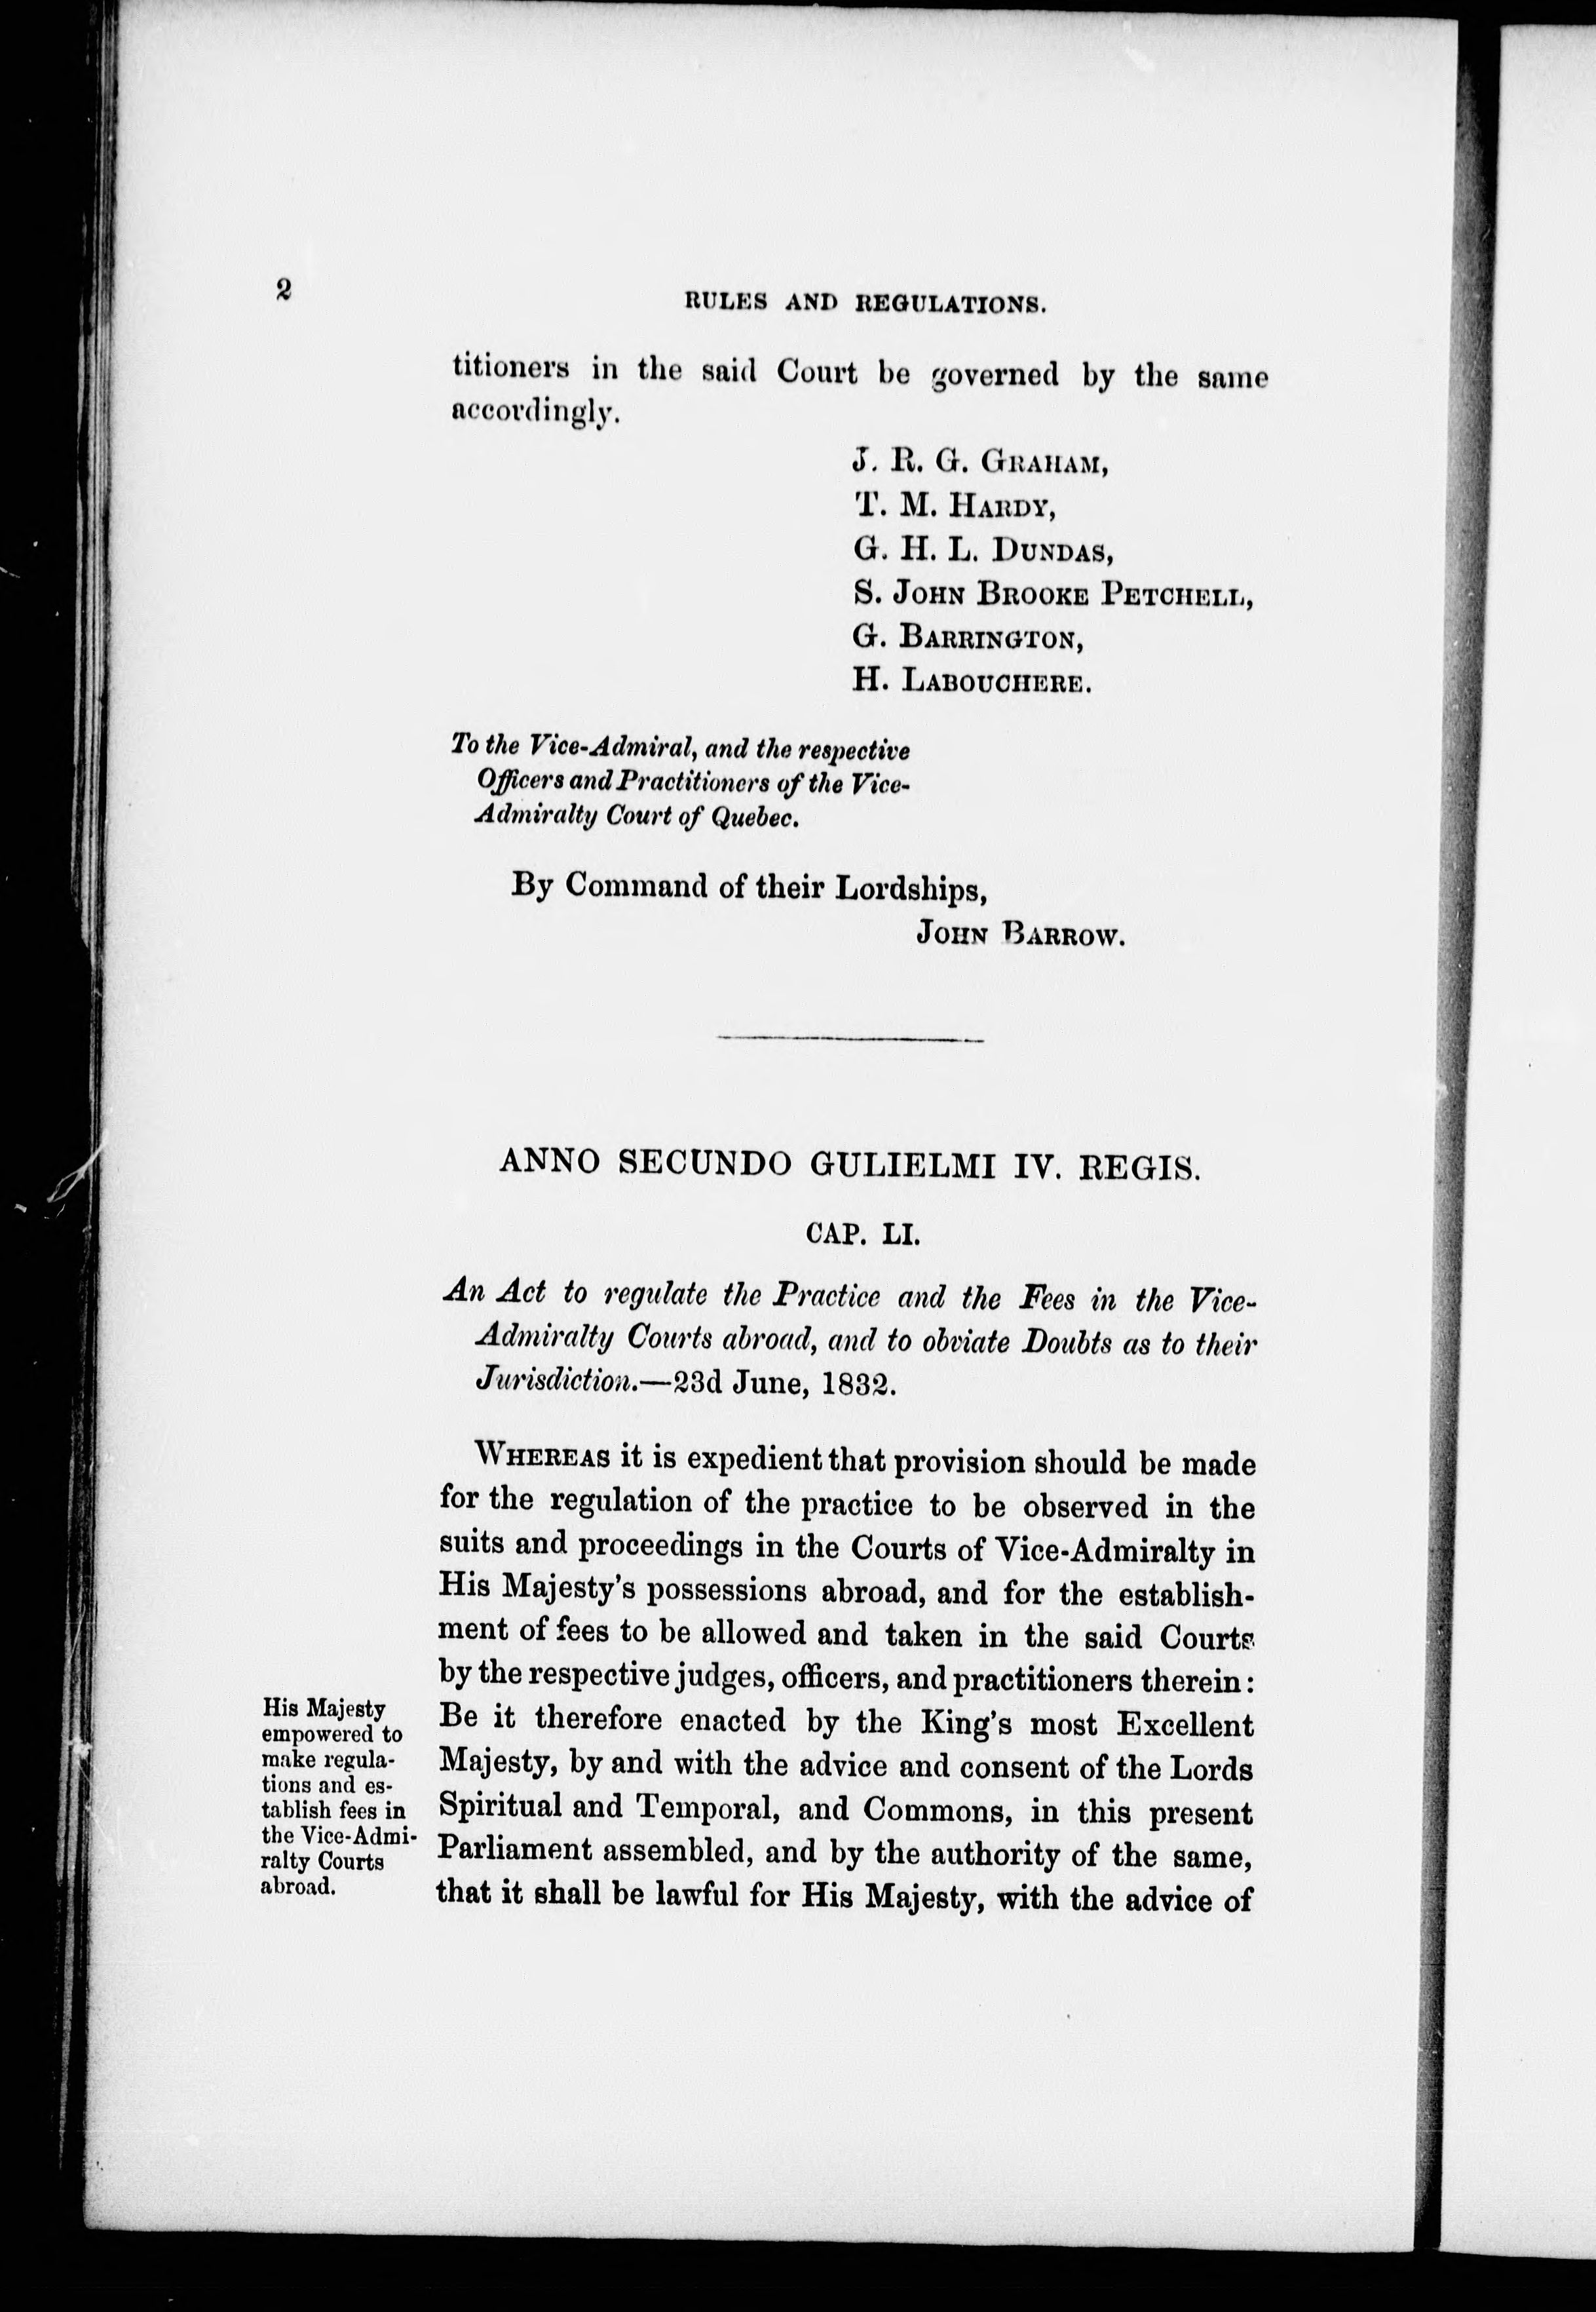 2
RULES AND REGULATIONS.
titioners in the said Court be governed by the same
accordingly.
J. R. G. GRAHAM,
T. M. HARDY,
G. H. L. DUNDAS,
S. JOHN BROOKE PETCHELL,
G. BARRINGTON,
H. LABOUCHERE.
To the Vice-Admiral, and the respective
Officers and Practitioners of the Vice-
Admiralty Court of Quebec.
By Command of their Lordships,
JOHN BARROW.
ANNO SECUNDO GULIELMI IV. REGIS.
CAP. LI.
An Act to regulate the Practice and the Fees in the Vice-
Admiralty Courts abroad, and to obviate Doubts as to their
Jurisdiction.—23d June, 1832.
WHEREAS it is expedient that provision should be made
for the regulation of the practice to be observed in the
suits and proceedings in the Courts of Vice-Admiralty in
His Majesty's possessions abroad, and for the establish-
ment of fees to be allowed and taken in the said Courts
by the respective judges, officers, and practitioners therein:
Be it therefore enacted by the King's most Excellent
Majesty, by and with the advice and consent of the Lords
Spiritual and Temporal, and Commons, in this present
Parliament assembled, and by the authority of the same,
that it shall be lawful for His Majesty, with the advice of
His Majesty
empowered to
make regula-
tions and es-
tablish fees in
the Vice-Admi-
ralty Courts
abroad.